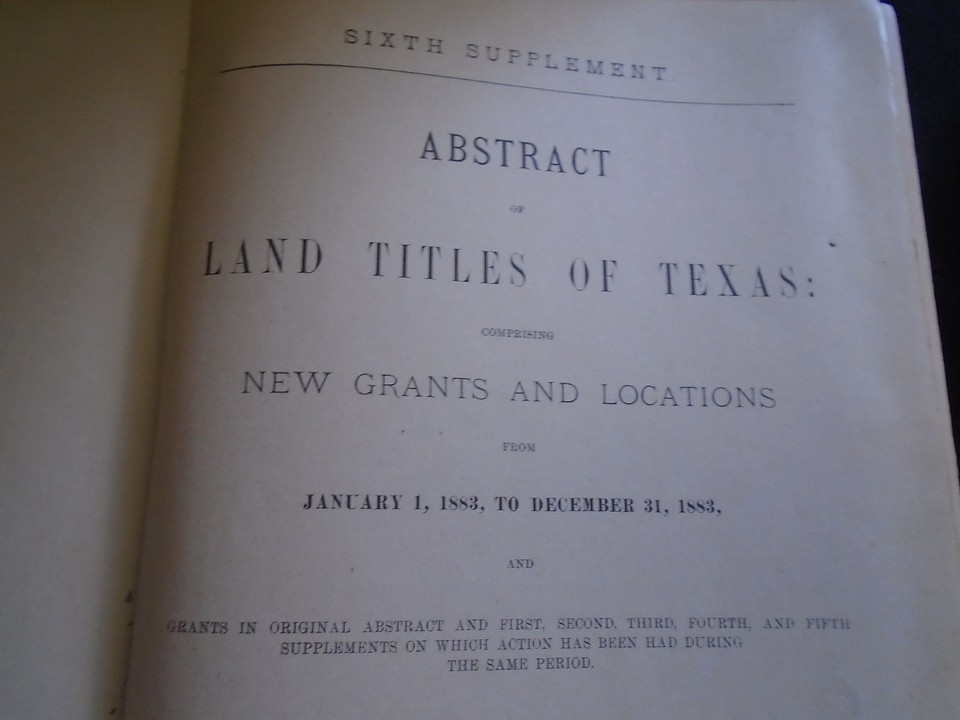 SIXTH SUPPLEMENT
ABSTRACT
OF
LAND TITLES OF TEXAS:
COMPRISING
NEW GRANTS AND LOCATIONS
FROM
JANUARY 1, 1883, TO DECEMBER 31, 1883,
AND
GRANTS IN ORIGINAL ABSTRACT AND FIRST, SECOND, THIRD, FOURTH, AND FIFTH
SUPPLEMENTS ON WHICH ACTION HAS BEEN HAD DURING
THE SAME PERIOD.